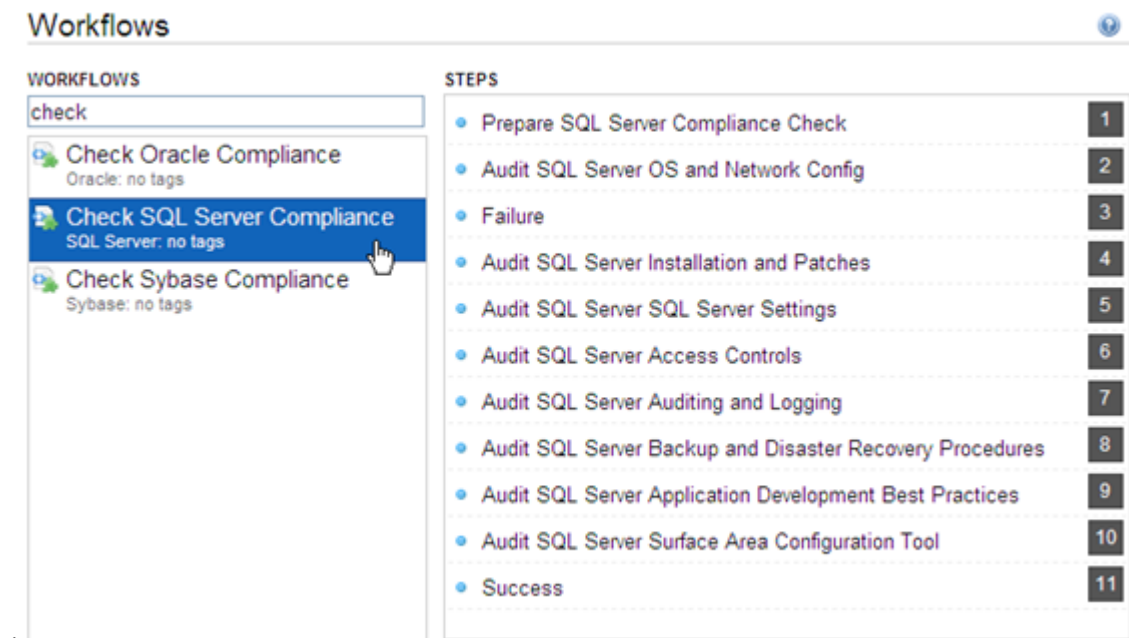 Workflows
WORKFLOWS
check
Check Oracle Compliance
Oracle: no tags
Check SQL Server Compliance
SQL Server: no tags
Check Sybase Compliance
Sybase: no tags
STEPS
Prepare SQL Server Compliance Check 1
Audit SQL Server OS and Network Config 2
Failure 3
Audit SQL Server Installation and Patches 4
Audit SQL Server SQL Server Settings 5
Audit SQL Server Access Controls 6
Audit SQL Server Auditing and Logging 7
Audit SQL Server Backup and Disaster Recovery Procedures 8
Audit SQL Server Application Development Best Practices 9
Audit SQL Server Surface Area Configuration Tool 10
Success 11